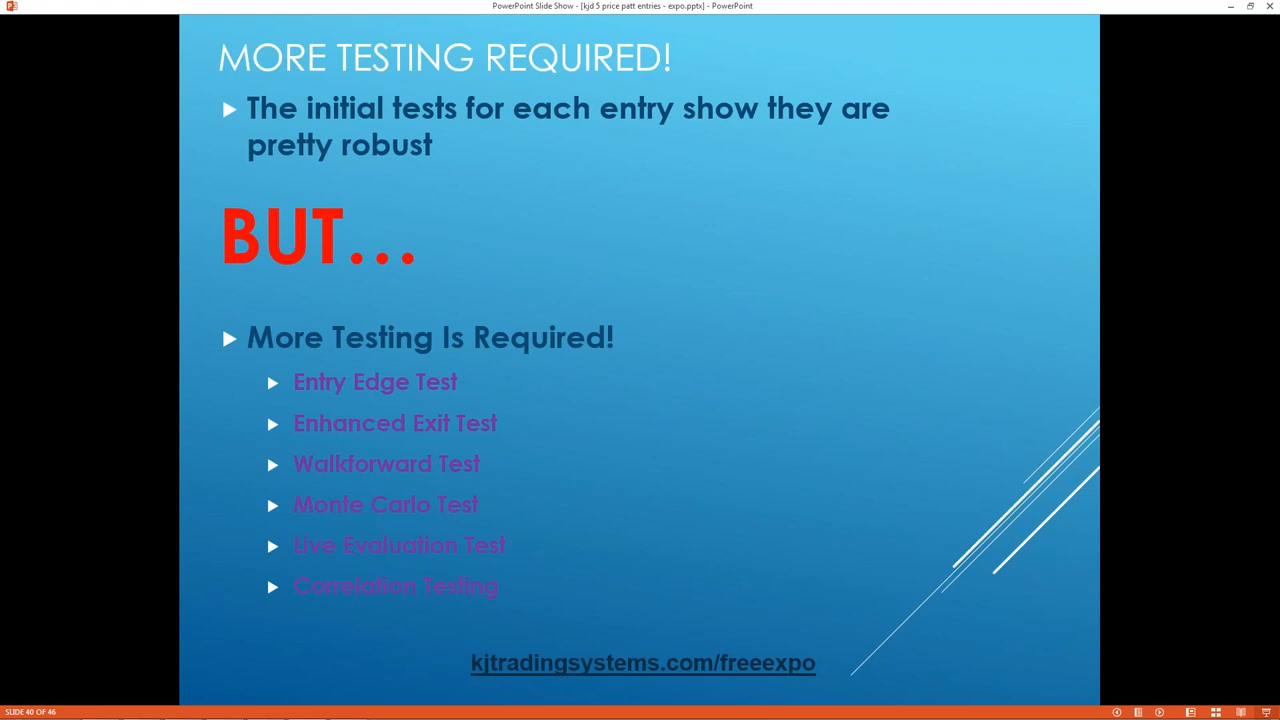 PowerPoint Slide Show - [kjd 5 price patt entries - expo.pptx] - PowerPoint
MORE TESTING REQUIRED!
The initial tests for each entry show they are
pretty robust
BUT...
More Testing Is Required!
Entry Edge Test
Enhanced Exit Test
Walkforward Test
Monte Carlo Test
Live Evaluation Test
Correlation Testing
kjtradingsystems.com/freeexpo
SLIDE 40 OF 46